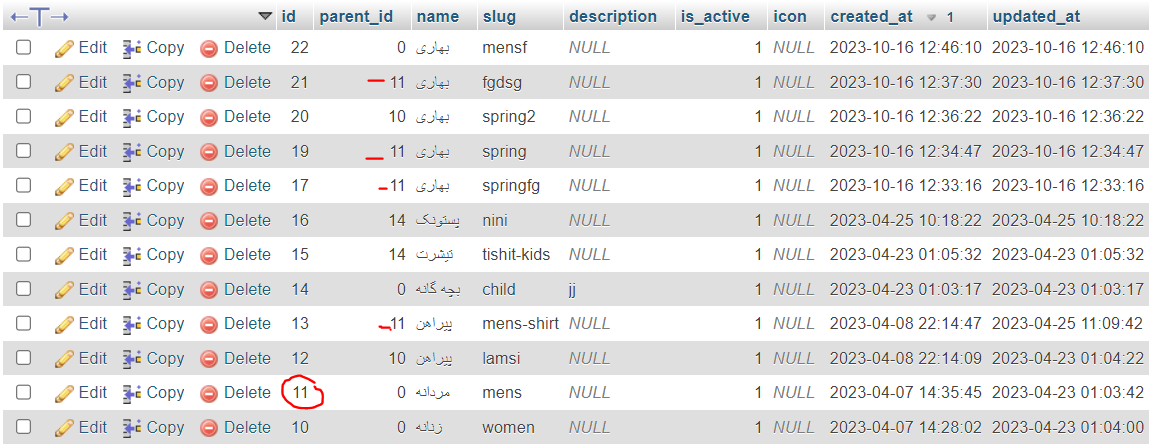 id parent_id name slug description is_active icon created_at 1 updated_at
Edit Copy Delete 22 0 بهاری mensf NULL 1 NULL 2023-10-16 12:46:10 2023-10-16 12:46:10
Edit Copy Delete 21 11 بهاری fgdsg NULL 1 NULL 2023-10-16 12:37:30 2023-10-16 12:37:30
Edit Copy Delete 20 10 بهاری spring2 NULL 1 NULL 2023-10-16 12:36:22 2023-10-16 12:36:22
Edit Copy Delete 19 11 بهاری spring NULL 1 NULL 2023-10-16 12:34:47 2023-10-16 12:34:47
Edit Copy Delete 17 11 بهاری springfg NULL 1 NULL 2023-10-16 12:33:16 2023-10-16 12:33:16
Edit Copy Delete 16 14 پستونک nini NULL 1 NULL 2023-04-25 10:18:22 2023-04-25 10:18:22
Edit Copy Delete 15 14 تیشرت tishit-kids NULL 1 NULL 2023-04-23 01:05:32 2023-04-23 01:05:32
Edit Copy Delete 14 0 بچه گانه child jj 1 NULL 2023-04-23 01:03:17 2023-04-23 01:03:17
Edit Copy Delete 13 11 پیراهن mens-shirt NULL 1 NULL 2023-04-08 22:14:47 2023-04-25 11:09:42
Edit Copy Delete 12 10 پیراهن lamsi NULL 1 NULL 2023-04-08 22:14:09 2023-04-23 01:04:22
Edit Copy Delete 11 0 مردانه mens NULL 1 NULL 2023-04-07 14:35:45 2023-04-23 01:03:42
Edit Copy Delete 10 0 زنانه women NULL 1 NULL 2023-04-07 14:28:02 2023-04-23 01:04:00